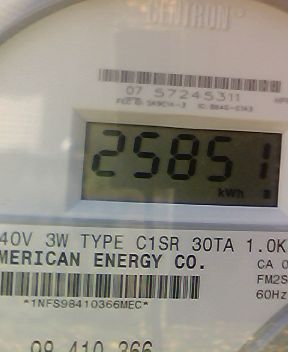 CENTRON®
07 57245311
25851
kWh
40V 3W TYPE C1SR 30TA 1.0K
MERICAN ENERGY CO.
CA 0
FM2S
60Hz
*1NFS98410366MEC*
98 410 366